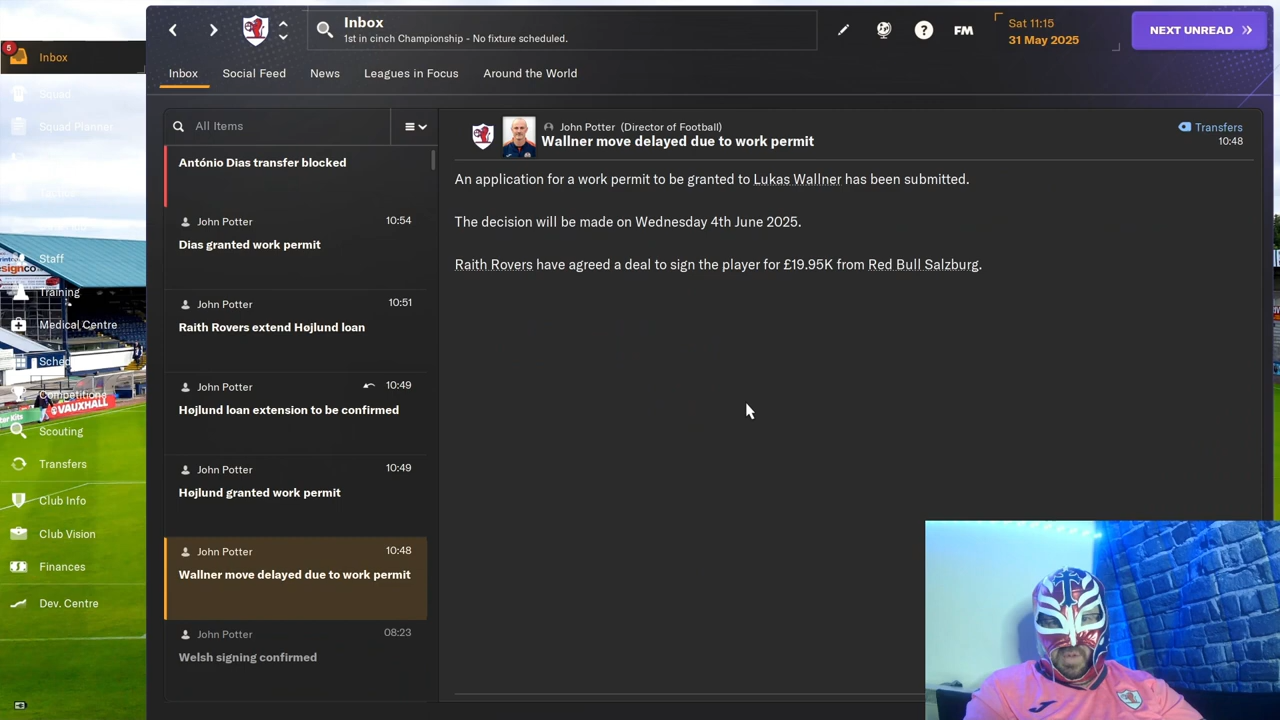 Inbox
1st in cinch Championship - No fixture scheduled.
FM
Sat 11:15
31 May 2025
NEXT UNREAD
5
Inbox
Squad
Squad Planner
Staff
Training
Medical Centre
Sched
Competitions
Scouting
Transfers
Club Info
Club Vision
Finances
Dev. Centre
VAUXHALL
Inbox
Social Feed
News
Leagues in Focus
Around the World
All Items
António Dias transfer blocked
John Potter
10:54
Dias granted work permit
John Potter
10:51
Raith Rovers extend Højlund loan
John Potter
10:49
Højlund loan extension to be confirmed
John Potter
10:49
Højlund granted work permit
John Potter
10:48
Wallner move delayed due to work permit
John Potter
08:23
Welsh signing confirmed
John Potter (Director of Football)
Wallner move delayed due to work permit
Transfers
10:48
An application for a work permit to be granted to Lukas Wallner has been submitted.
The decision will be made on Wednesday 4th June 2025.
Raith Rovers have agreed a deal to sign the player for £19.95K from Red Bull Salzburg.